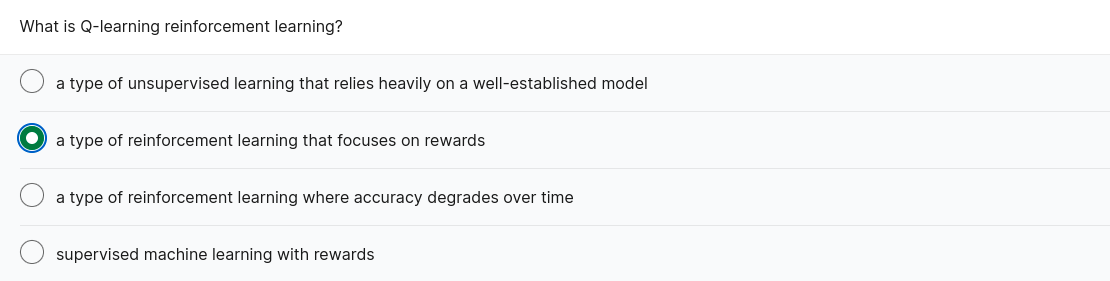 What is Q-learning reinforcement learning?
a type of unsupervised learning that relies heavily on a well-established model
a type of reinforcement learning that focuses on rewards
a type of reinforcement learning where accuracy degrades over time
supervised machine learning with rewards